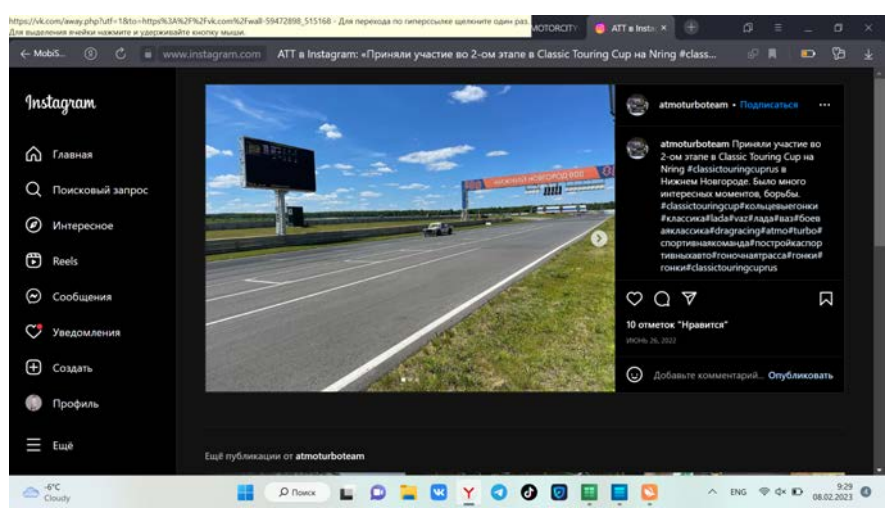 https://vk.com/away.php?utf=1&to=https%3A%2F%2Fvk.com%2Fwall-59472898_515168 - Для перехода по гиперссылке щелкните один раз.
Для выделения ячейки нажмите и удерживайте кнопку мыши.
MOTORCITY
ATT в Insta
← MobiS...
www.instagram.com
ATT в Instagram: «Приняли участие во 2-ом этапе в Classic Touring Cup на Nring #class...
Instagram
Главная
Поисковый запрос
Интересное
Reels
Сообщения
Уведомления
Создать
Профиль
Ещё
НИЖНИЙ НОВГОРОД 800
atmoturboteam • Подписаться •••
atmoturboteam Приняли участие во
2-ом этапе в Classic Touring Cup на
Nring #classictouringcuprus в
Нижнем Новгороде. Было много
интересных моментов, борьбы.
#classictouringcup#кольцевыегонки
#классика#lada#vaz#лада#ваз#боев
аяклассика#dragracing#atmo#turbo#
спортивнаякоманда#постройкаспор
тивныхавто#гоночнаятрасса#гонки#
гонки#classictouringcuprus
10 отметок "Нравится"
ИЮНЬ 26, 2022
Добавьте комментарий... Опубликовать
Ещё публикации от atmoturboteam
-6°C
Cloudy
Поиск
ENG
9:29
08.02.2023